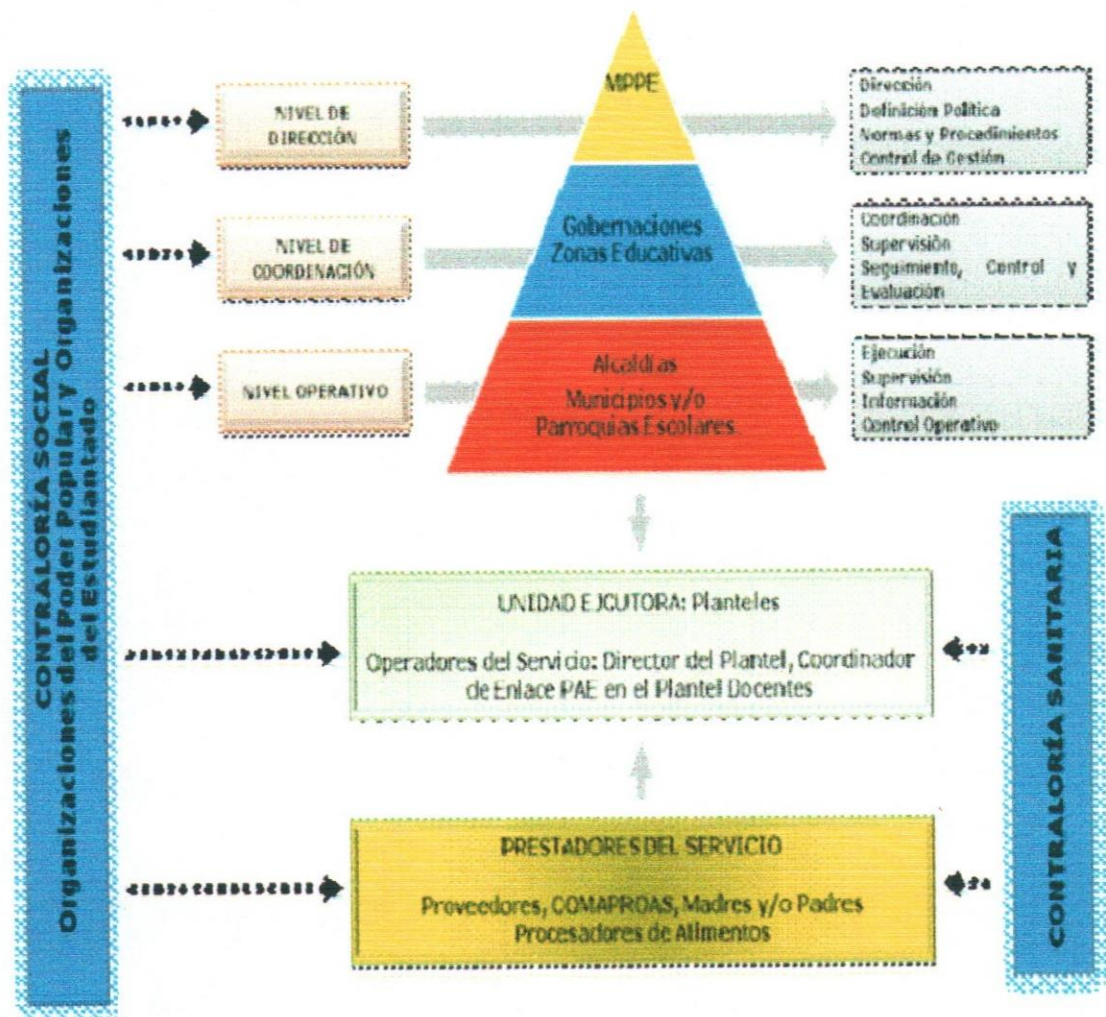 CONTRALORÍA SOCIAL
Organizaciones del Poder Popular y Organizaciones
del Estudiantado
NIVEL DE
DIRECCIÓN
MPPE
Dirección
Definición Política
Normas y Procedimientos
Control de Gestión
NIVEL DE
COORDINACIÓN
Gobernaciones
Zonas Educativas
Coordinación
Supervisión
Seguimiento, Control y
Evaluación
NIVEL OPERATIVO
Alcaldías
Municipios y/o
Parroquias Escolares
Ejecución
Supervisión
Información
Control Operativo
UNIDAD EJCUTORA: Planteles
Operadores del Servicio: Director del Plantel, Coordinador
de Enlace PAE en el Plantel Docentes
PRESTADORES DEL SERVICIO
Proveedores, COMAPROAS, Madres y/o Padres
Procesadores de Alimentos
CONTRALORÍA SANITARIA